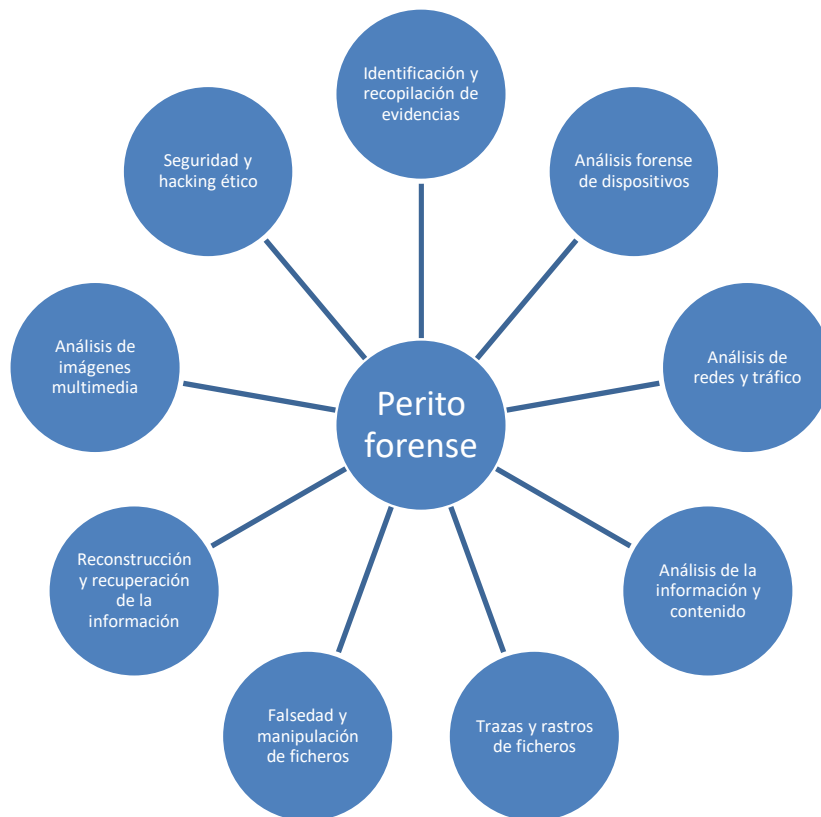 Identificación y
recopilación de
evidencias
Análisis forense
de dispositivos
Análisis de
redes y tráfico
Análisis de la
información y
contenido
Trazas y rastros
de ficheros
Falsedad y
manipulación
de ficheros
Reconstrucción
y recuperación
de la
información
Análisis de
imágenes
multimedia
Seguridad y
hacking ético
Perito
forense